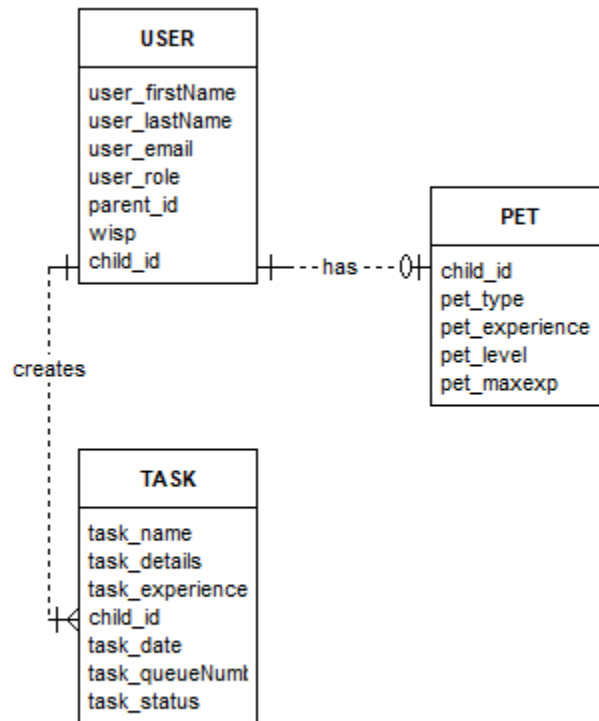 USER
user_firstName
user_lastName
user_email
user_role
parent_id
wisp
child_id
has
PET
child_id
pet_type
pet_experience
pet_level
pet_maxexp
creates
TASK
task_name
task_details
task_experience
child_id
task_date
task_queueNumb
task_status